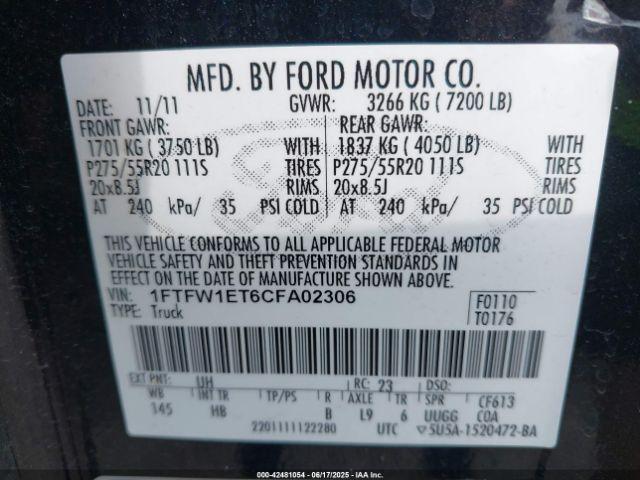 MFD. BY FORD MOTOR CO.
DATE: 11/11 GVWR: 3266 KG ( 7200 LB)
FRONT GAWR: REAR GAWR:
1701 KG ( 3750 LB) WITH 1837 KG ( 4050 LB) WITH
P275/55R20 111S TIRES P275/55R20 111S TIRES
20x8.5J RIMS 20x8.5J RIMS
AT 240 kPa/ 35 PSI COLD AT 240 kPa/ 35 PSI COLD
THIS VEHICLE CONFORMS TO ALL APPLICABLE FEDERAL MOTOR
VEHICLE SAFETY AND THEFT PREVENTION STANDARDS IN
EFFECT ON THE DATE OF MANUFACTURE SHOWN ABOVE.
VIN: 1FTFW1ET6CFA02306 F0110
TYPE: Truck T0176
EXT PNT: UH RC: 23 DSO:
WB INT TR TP/PS R AXLE TR SPR CF613
145 HB B L9 6 UUGG COA
2201111122280 UTC 5U5A-1520472-BA
000-42481054 06/17/2025 IAA Inc.